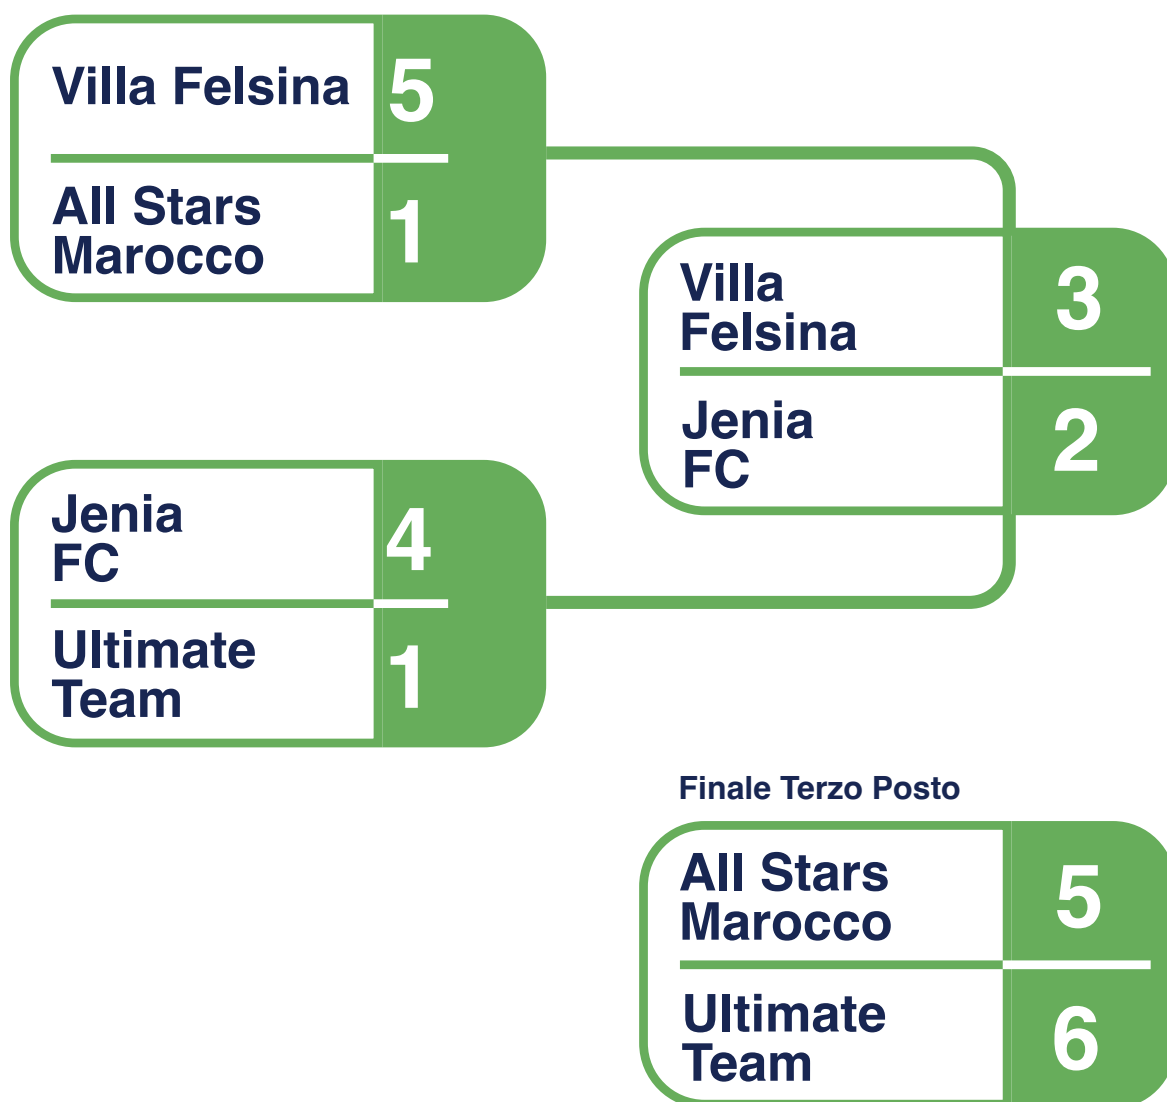 Villa Felsina 5
All Stars
Marocco 1
Villa
Felsina 3
Jenia
FC 2
Jenia
FC 4
Ultimate
Team 1
Finale Terzo Posto
All Stars
Marocco 5
Ultimate
Team 6